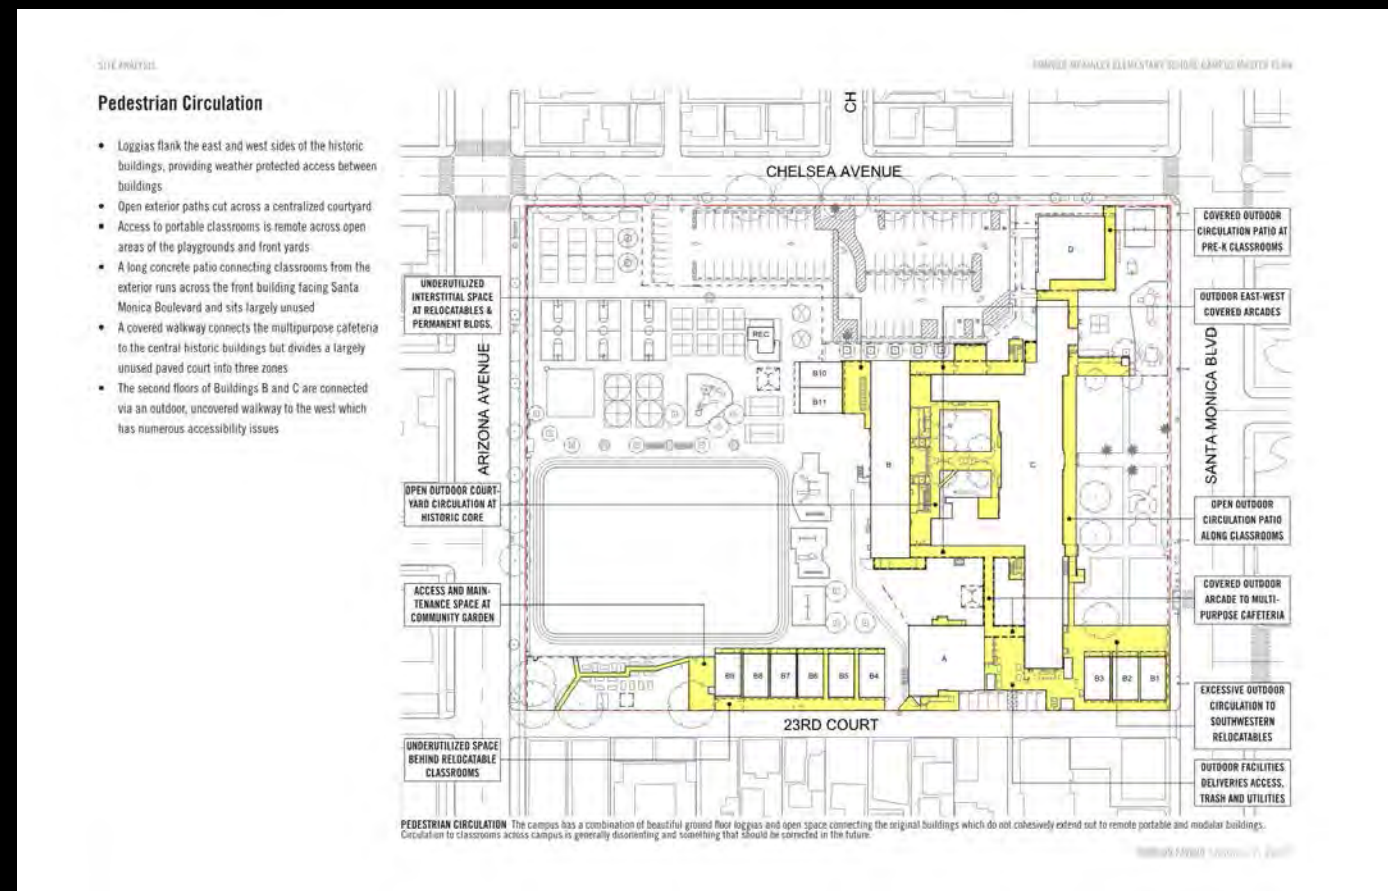 SITE ANALYSIS
MCKINLEY ELEMENTARY SCHOOL CAMPUS MASTER PLAN
Pedestrian Circulation
• Loggias flank the east and west sides of the historic
buildings, providing weather protected access between
buildings
• Open exterior paths cut across a centralized courtyard
• Access to portable classrooms is remote across open
areas of the playgrounds and front yards
• A long concrete patio connecting classrooms from the
exterior runs across the front building facing Santa
Monica Boulevard and sits largely unused
• A covered walkway connects the multipurpose cafeteria
to the central historic buildings but divides a largely
unused paved court into three zones
• The second floors of Buildings B and C are connected
via an outdoor, uncovered walkway to the west which
has numerous accessibility issues
CH
CHELSEA AVENUE
ARIZONA AVENUE
SANTA MONICA BLVD
23RD COURT
UNDERUTILIZED
INTERSTITIAL SPACE
AT RELOCATABLES &
PERMANENT BLDGS.
OPEN OUTDOOR COURT-
YARD CIRCULATION AT
HISTORIC CORE
ACCESS AND MAIN-
TENANCE SPACE AT
COMMUNITY GARDEN
UNDERUTILIZED SPACE
BEHIND RELOCATABLE
CLASSROOMS
D
REC
B10
B11
B
C
A
B9
B8
B7
B6
B5
B4
B3
B2
B1
COVERED OUTDOOR
CIRCULATION PATIO AT
PRE-K CLASSROOMS
OUTDOOR EAST-WEST
COVERED ARCADES
OPEN OUTDOOR
CIRCULATION PATIO
ALONG CLASSROOMS
COVERED OUTDOOR
ARCADE TO MULTI-
PURPOSE CAFETERIA
EXCESSIVE OUTDOOR
CIRCULATION TO
SOUTHWESTERN
RELOCATABLES
OUTDOOR FACILITIES
DELIVERIES ACCESS,
TRASH AND UTILITIES
PEDESTRIAN CIRCULATION The campus has a combination of beautiful ground floor loggias and open space connecting the original buildings which do not cohesively extend out to remote portable and modular buildings.
Circulation to classrooms across campus is generally disorienting and something that should be corrected in the future.